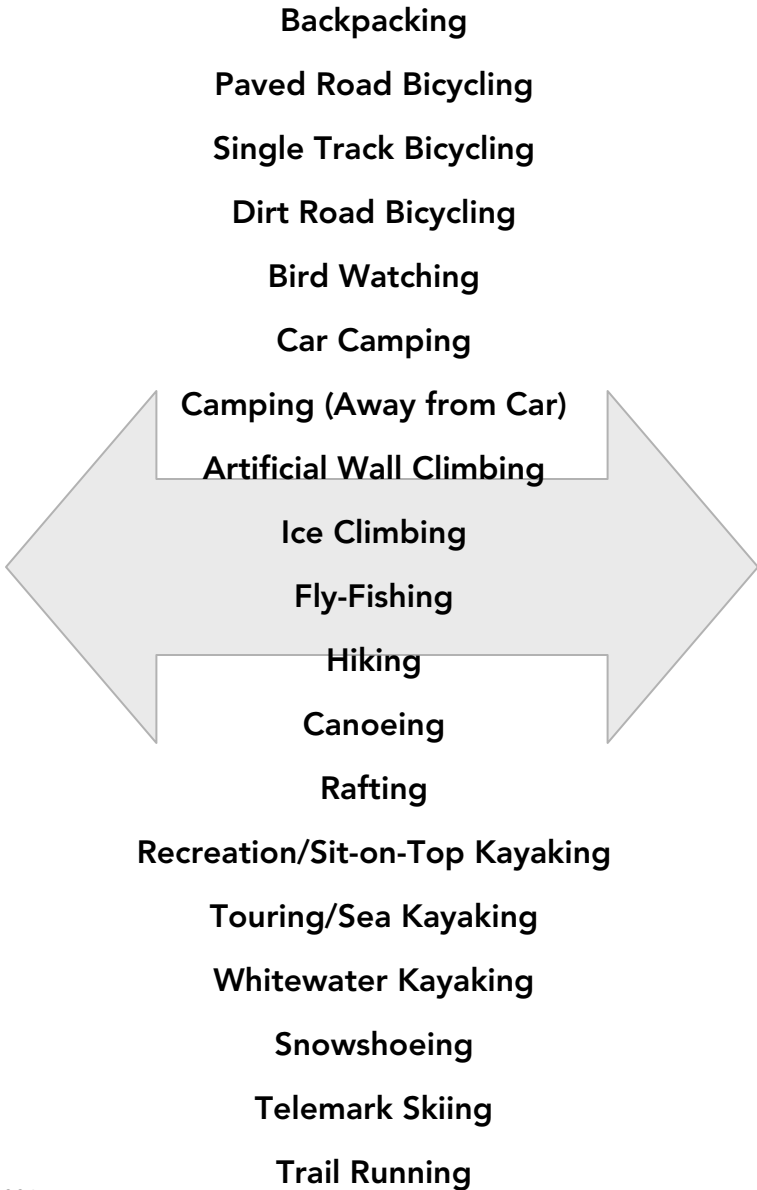 Backpacking
Paved Road Bicycling
Single Track Bicycling
Dirt Road Bicycling
Bird Watching
Car Camping
Camping (Away from Car)
Artificial Wall Climbing
Ice Climbing
Fly-Fishing
Hiking
Canoeing
Rafting
Recreation/Sit-on-Top Kayaking
Touring/Sea Kayaking
Whitewater Kayaking
Snowshoeing
Telemark Skiing
Trail Running